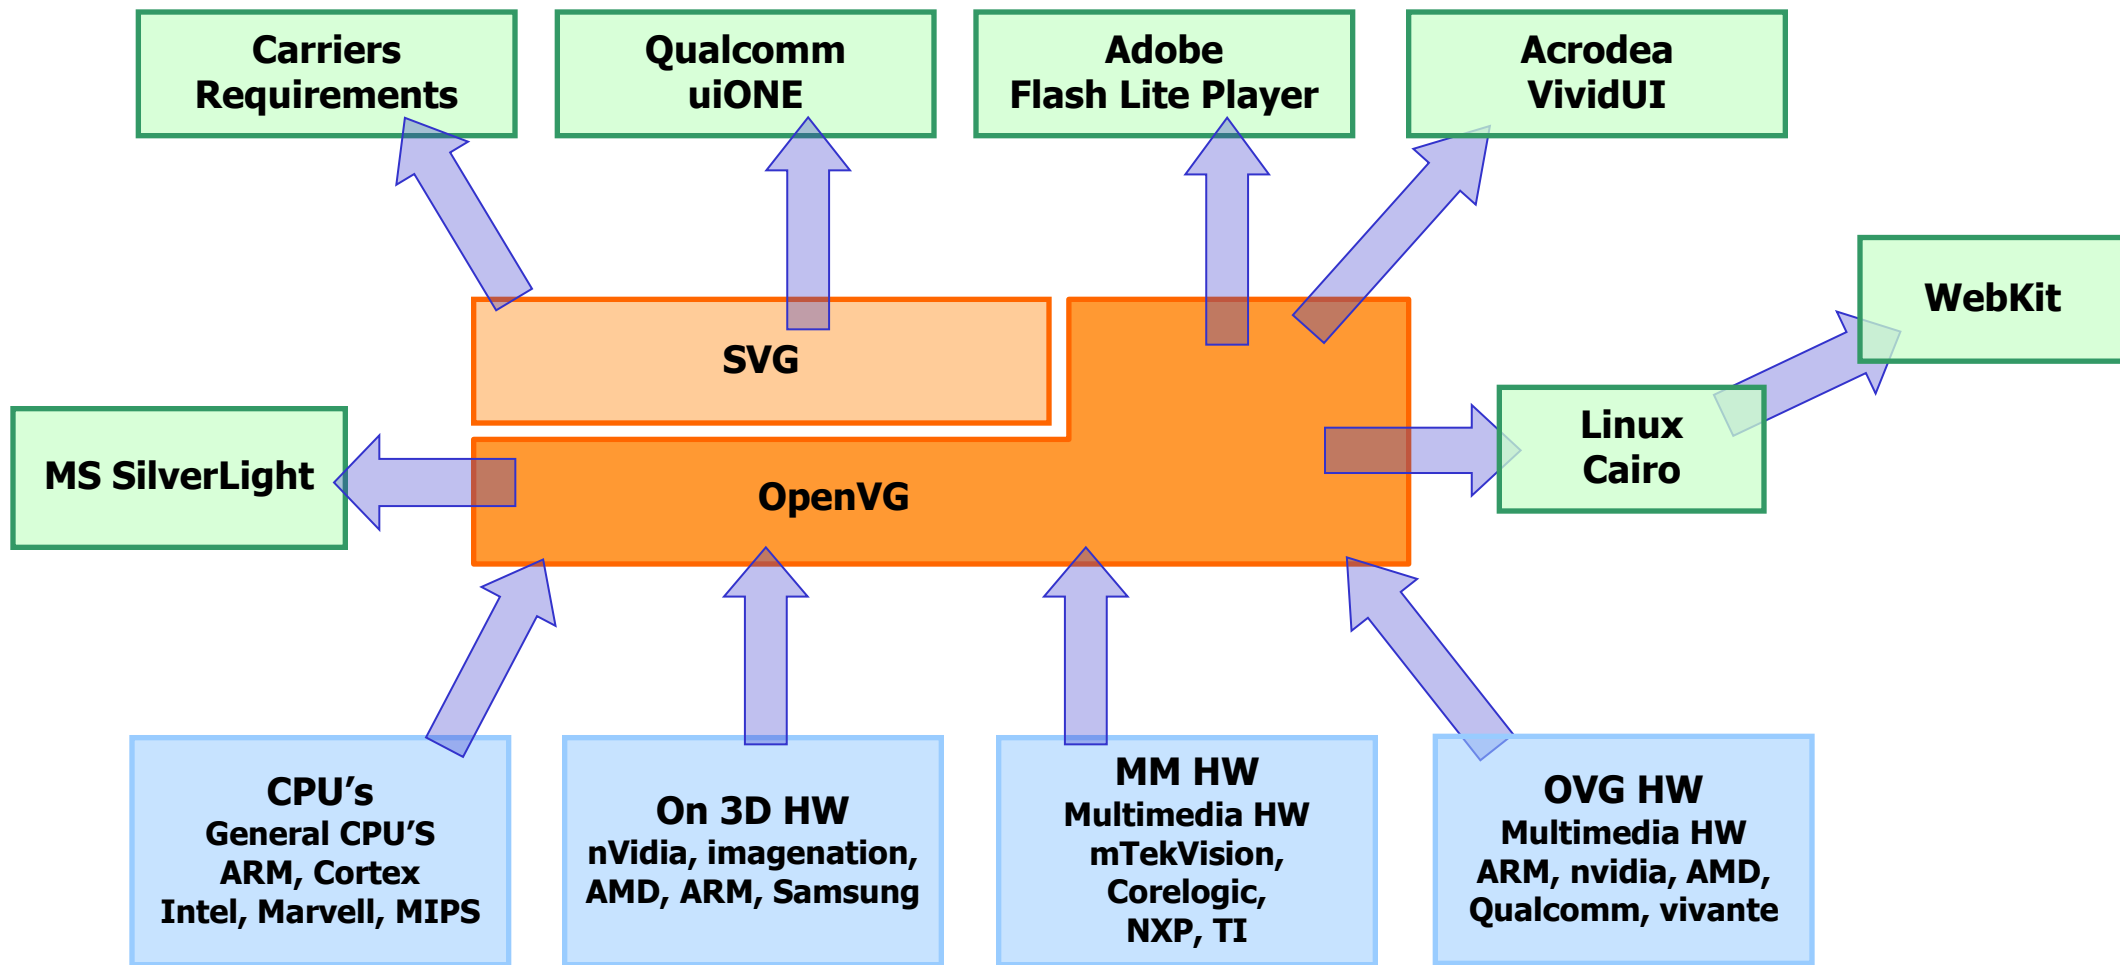 Carriers
Requirements
Qualcomm
uiONE
Adobe
Flash Lite Player
Acrodea
VividUI
WebKit
SVG
Linux
Cairo
MS SilverLight
OpenVG
CPU’s
General CPU’S
ARM, Cortex
Intel, Marvell, MIPS
On 3D HW
nVidia, imagenation,
AMD, ARM, Samsung
MM HW
Multimedia HW
mTekVision,
Corelogic,
NXP, TI
OVG HW
Multimedia HW
ARM, nvidia, AMD,
Qualcomm, vivante